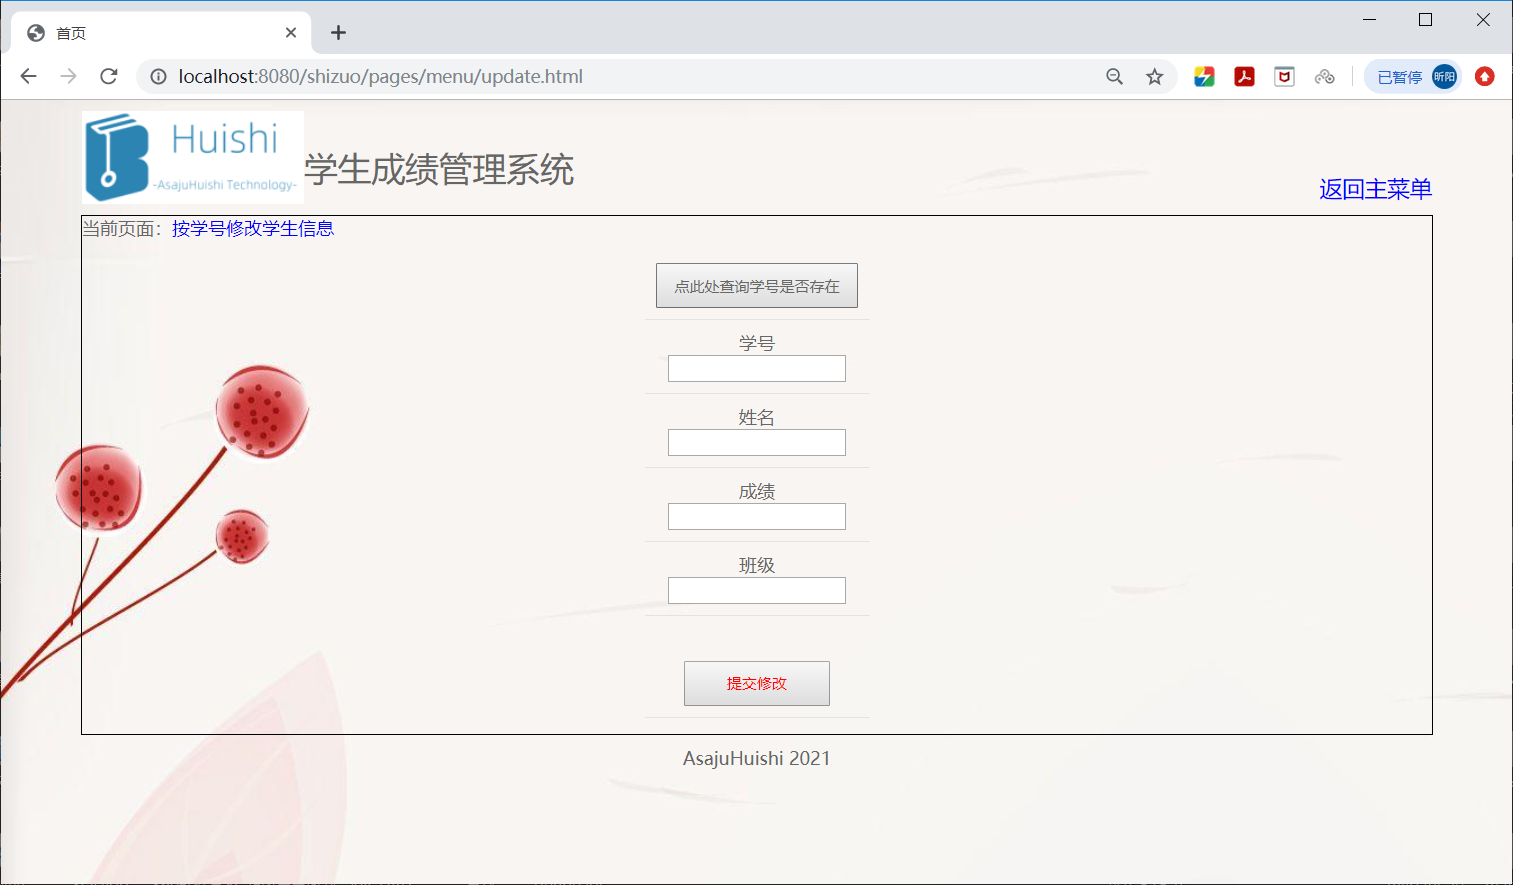 首页
localhost:8080/shizuo/pages/menu/update.html
已暂停
昕阳
Huishi
-AsajuHuishi Technology-
学生成绩管理系统
返回主菜单
当前页面：按学号修改学生信息
点此处查询学号是否存在
学号
姓名
成绩
班级
提交修改
AsajuHuishi 2021